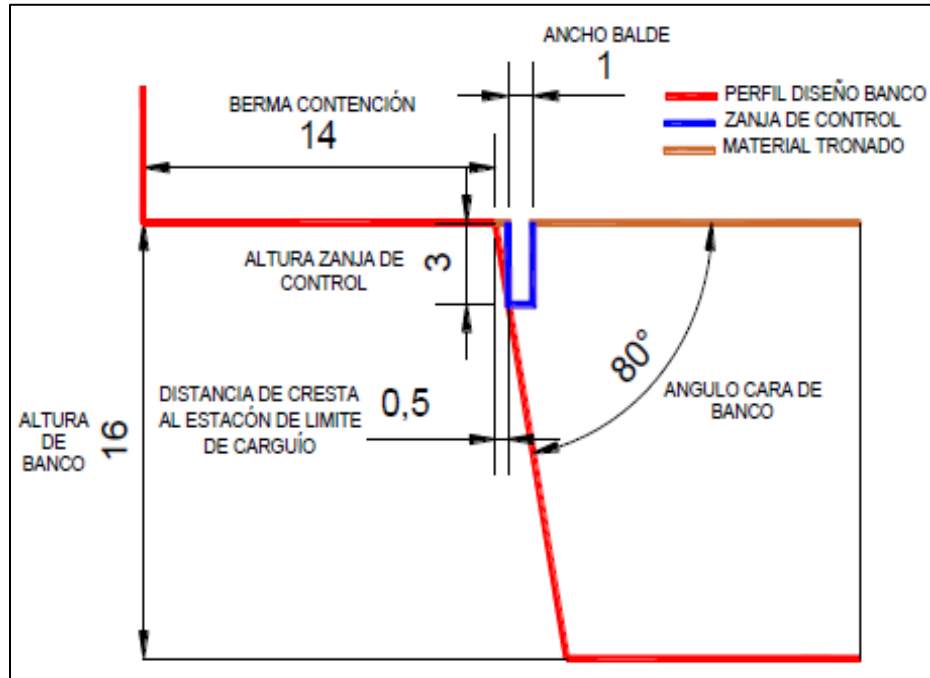 ANCHO BALDE
1
BERMA CONTENCIÓN
14
PERFIL DISEÑO BANCO
ZANJA DE CONTROL
MATERIAL TRONADO
ALTURA ZANJA DE
CONTROL
3
80°
DISTANCIA DE CRESTA
AL ESTACÓN DE LIMITE
DE CARGUÍO
0,5
ANGULO CARA DE
BANCO
ALTURA
DE
BANCO
16